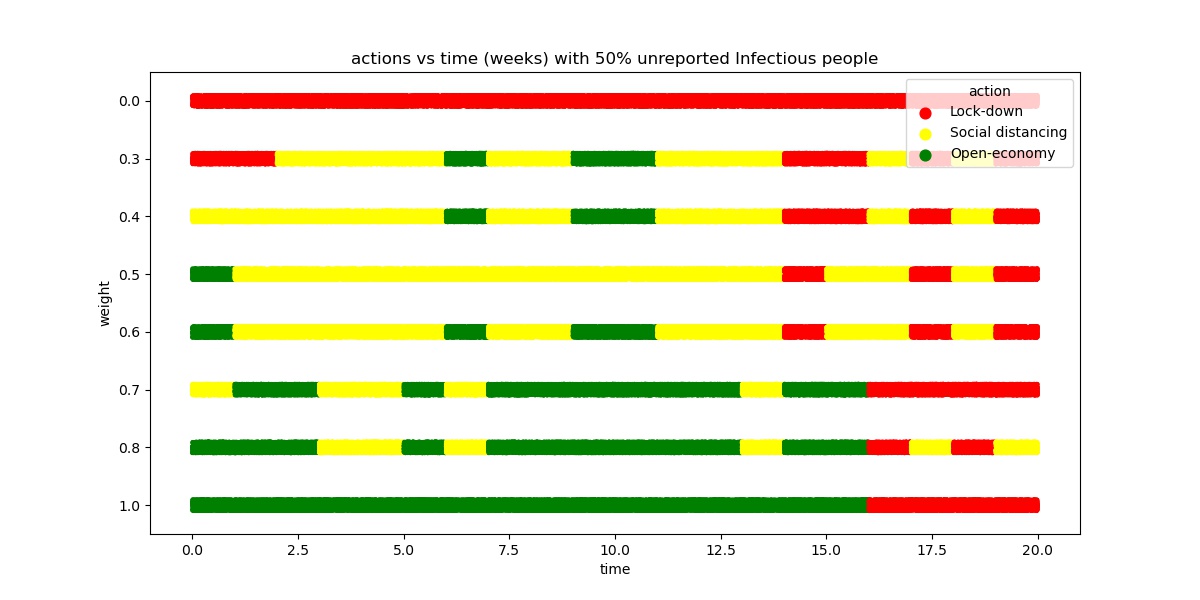 actions vs time (weeks) with 50% unreported Infectious people
action
Lock-down
Social distancing
Open-economy
weight
0.0
0.3
0.4
0.5
0.6
0.7
0.8
1.0
0.0 2.5 5.0 7.5 10.0 12.5 15.0 17.5 20.0
time